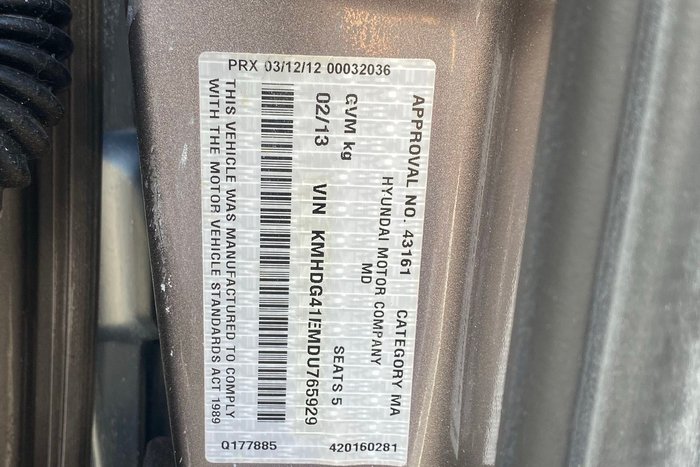 PRX 03/12/12 00032036
APPROVAL NO. 43161 CATEGORY MA
HYUNDAI MOTOR COMPANY
MD
GVM kg SEATS 5
02/13 VIN KMHDG41EMDU765929
THIS VEHICLE WAS MANUFACTURED TO COMPLY
WITH THE MOTOR VEHICLE STANDARDS ACT 1989
Q177885 420160281